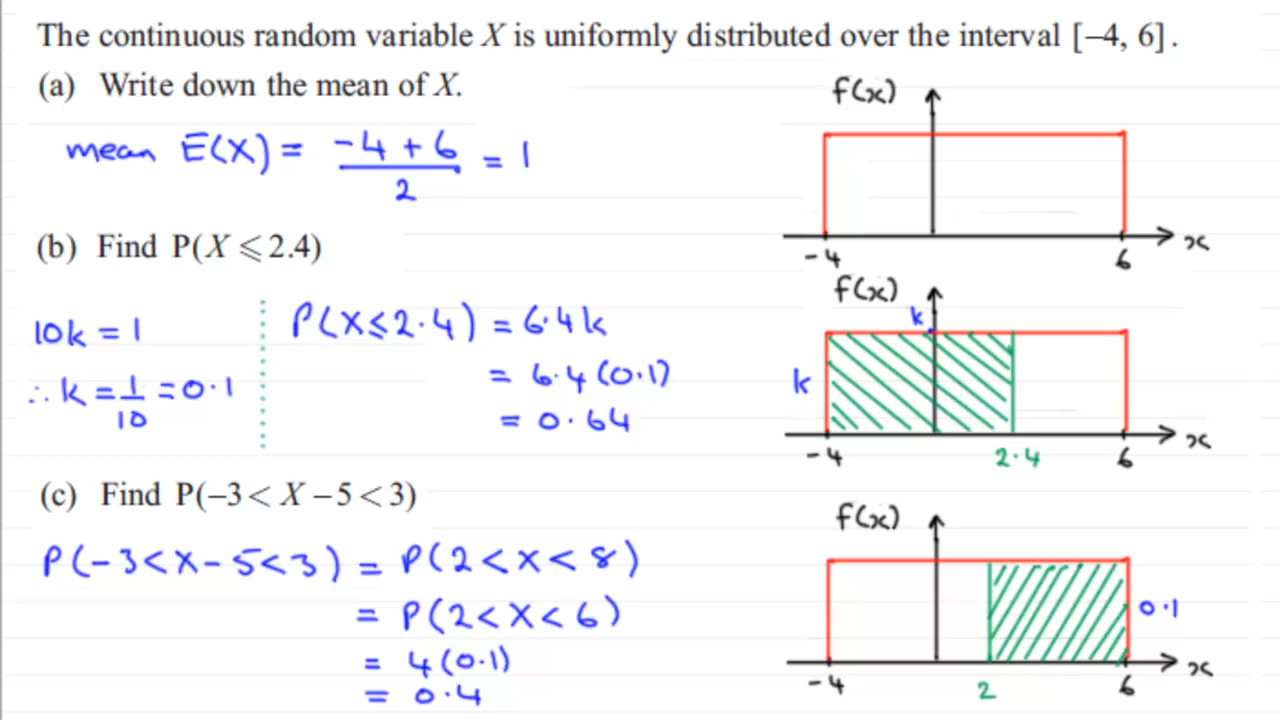 The continuous random variable X is uniformly distributed over the interval [–4, 6].
(a) Write down the mean of X.
mean E(X) = -4 + 6 / 2 = 1
f(x)
-4 6 x
(b) Find P(X ⩽ 2.4)
10k = 1
∴ k = 1/10 = 0.1
P(X ≤ 2.4) = 6.4k
= 6.4(0.1)
= 0.64
f(x)
k
k
-4 2.4 6 x
(c) Find P(–3 < X – 5 < 3)
P(-3 < X - 5 < 3) = P(2 < X < 8)
= P(2 < X < 6)
= 4(0.1)
= 0.4
f(x)
0.1
-4 2 6 x